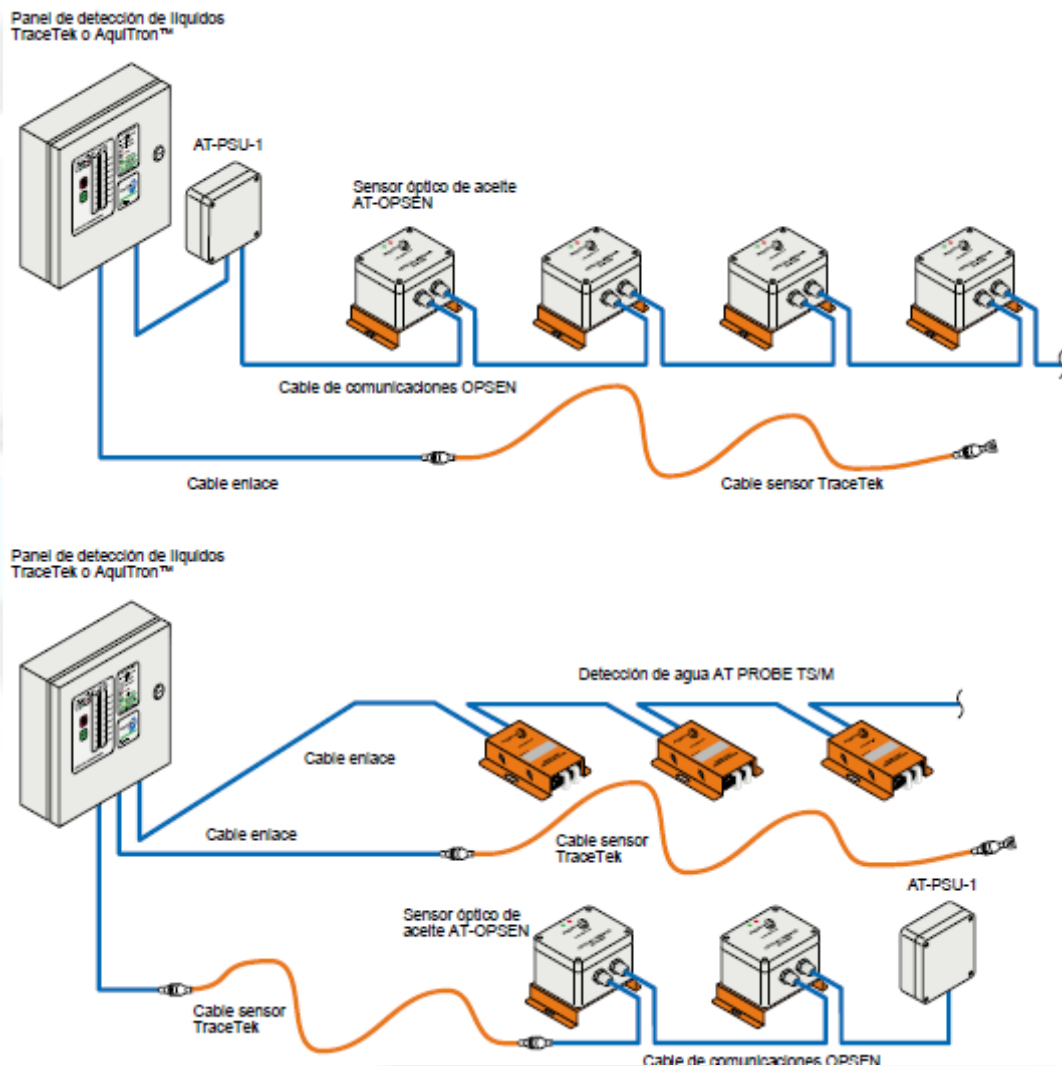 Panel de detección de líquidos
TraceTek o AquiTron™
AT-PSU-1
Sensor óptico de aceite
AT-OPSEN
Cable de comunicaciones OPSEN
Cable enlace
Cable sensor TraceTek
Panel de detección de líquidos
TraceTek o AquiTron™
Detección de agua AT PROBE TS/M
Cable enlace
Cable enlace
Cable sensor
TraceTek
AT-PSU-1
Sensor óptico de
aceite AT-OPSEN
Cable sensor
TraceTek
Cable de comunicaciones OPSEN